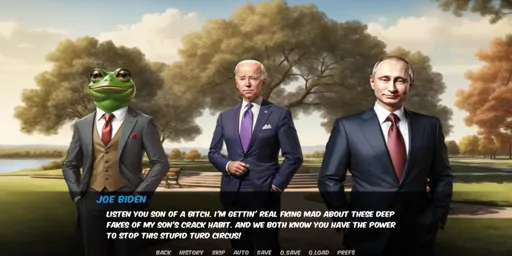 JOE BIDEN
LISTEN YOU SON OF A BITCH. I'M GETTIN' REAL FKING MAD ABOUT THESE DEEP
FAKES OF MY SON'S CRACK HABIT. AND WE BOTH KNOW YOU HAVE THE POWER
TO STOP THIS STUPID TURD CIRCUS!
BACK HISTORY SKIP AUTO SAVE Q.SAVE Q.LOAD PREFS